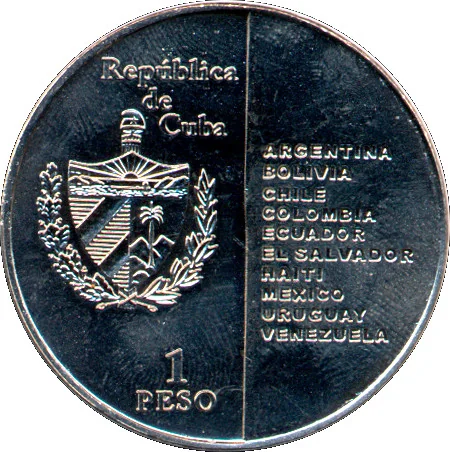 República
de
Cuba
1
PESO
ARGENTINA
BOLIVIA
CHILE
COLOMBIA
ECUADOR
EL SALVADOR
HAITI
MEXICO
URUGUAY
VENEZUELA